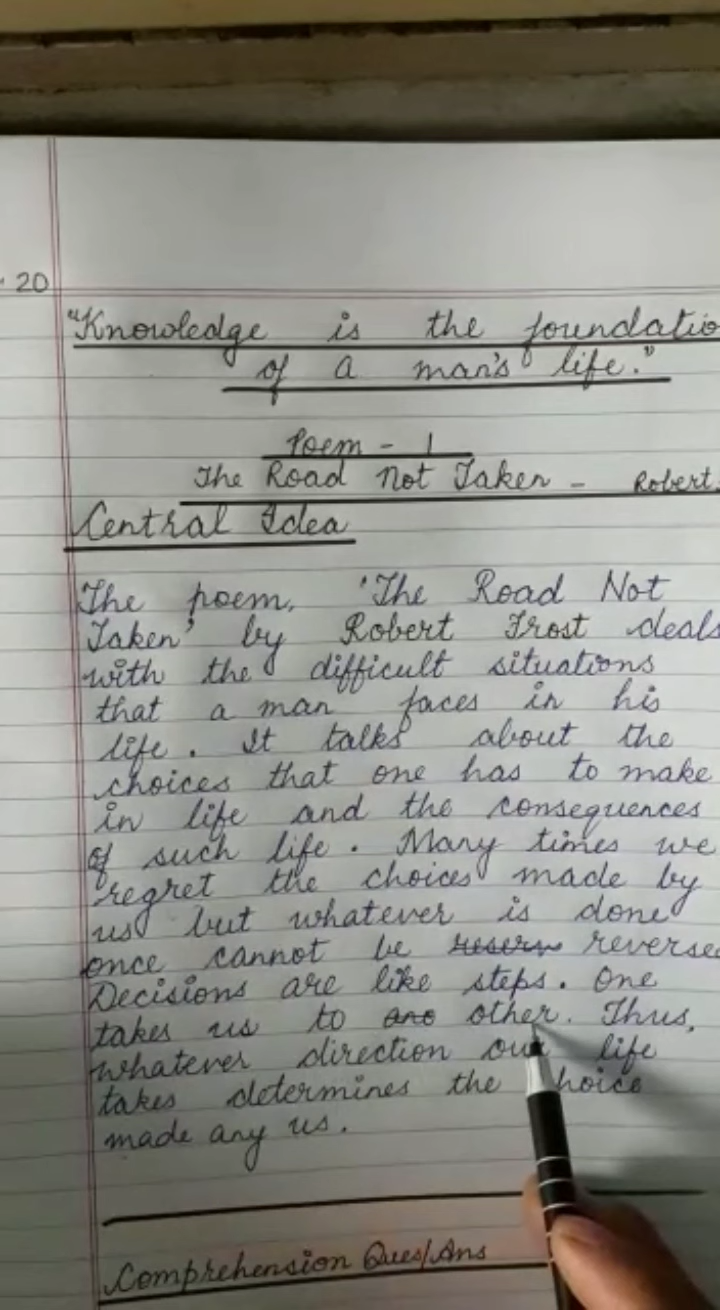 20
"Knowledge is the foundatio
of a man's life."
Poem - 1
The Road Not Taken - Robert
Central Idea
The poem, 'The Road Not
Taken' by Robert Frost deals
with the difficult situations
that a man faces in his
life. It talks about the
choices that one has to make
in life and the consequences
of such life. Many times we
regret the choices made by
us but whatever is done
once cannot be reserv reverse
Decisions are like steps. One
takes us to ano other. Thus,
whatever direction our life
takes determines the hoice
made any us.
Comprehension Ques/Ans